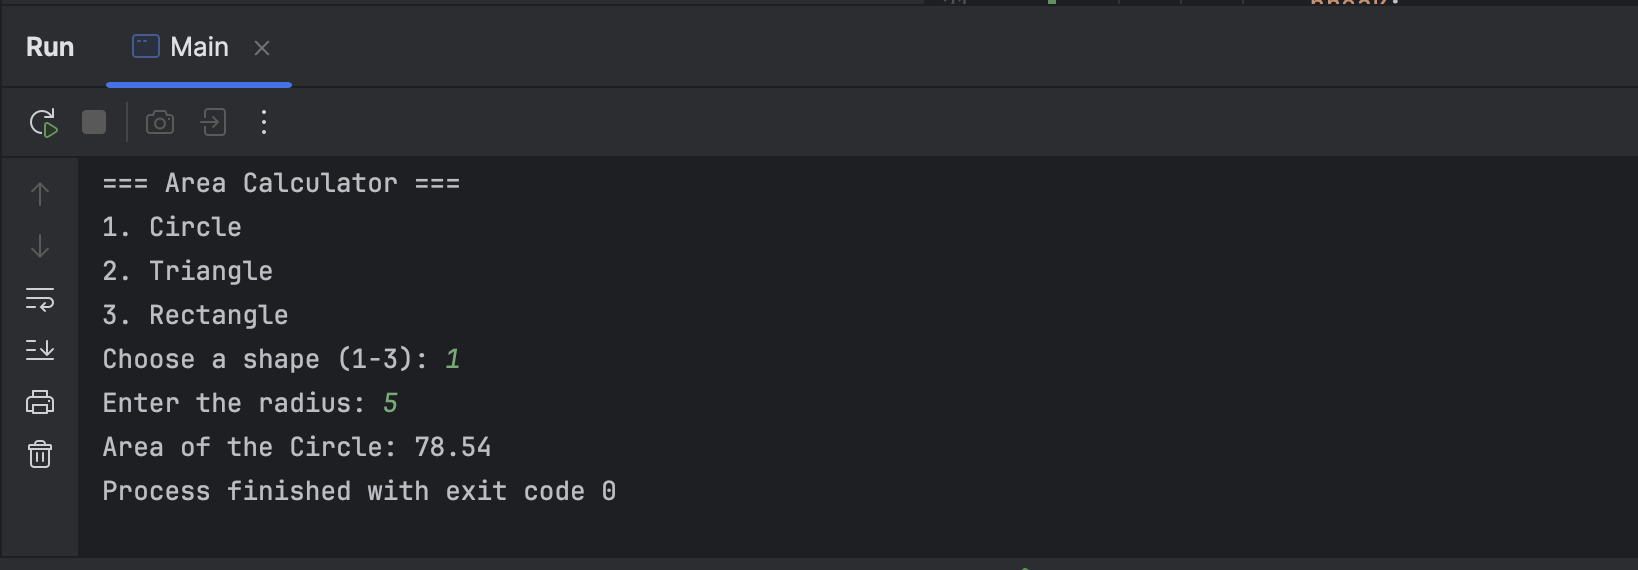 Run Main
=== Area Calculator ===
1. Circle
2. Triangle
3. Rectangle
Choose a shape (1-3): 1
Enter the radius: 5
Area of the Circle: 78.54
Process finished with exit code 0